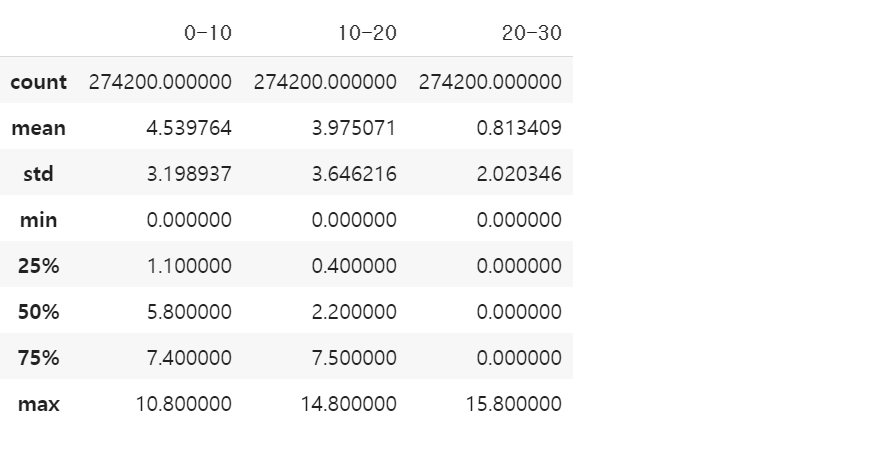 0-10 10-20 20-30
count 274200.000000 274200.000000 274200.000000
mean 4.539764 3.975071 0.813409
std 3.198937 3.646216 2.020346
min 0.000000 0.000000 0.000000
25% 1.100000 0.400000 0.000000
50% 5.800000 2.200000 0.000000
75% 7.400000 7.500000 0.000000
max 10.800000 14.800000 15.800000